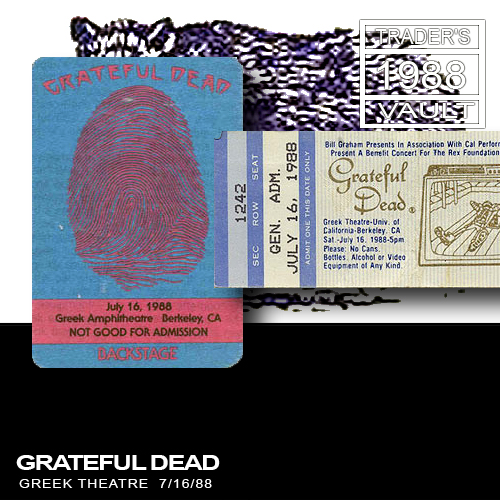 TRADER'S
1988
VAULT
GRATEFUL DEAD
July 16, 1988
Greek Amphitheatre Berkeley, CA
NOT GOOD FOR ADMISSION
BACKSTAGE
1242
SEC ROW SEAT
GEN. ADM.
JULY 16, 1988
ADMIT ONE THIS DATE ONLY
Bill Graham Presents In Association With Cal Perform
Present A Benefit Concert For The Rex Foundation
Grateful
Dead®
Greek Theatre-Univ. of
California-Berkeley. CA
Sat.-July 16, 1988-5pm
Please: No Cans.
Bottles. Alcohol or Video
Equipment of Any Kind.
GRATEFUL DEAD
GREEK THEATRE 7/16/88